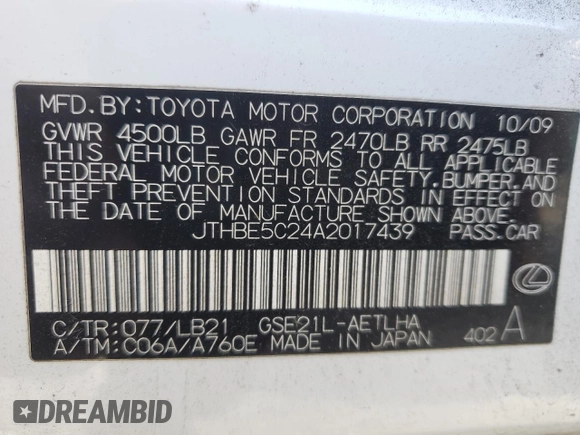 MFD. BY: TOYOTA MOTOR CORPORATION 10/09
GVWR 4500LB GAWR FR 2470LB RR 2475LB
THIS VEHICLE CONFORMS TO ALL APPLICABLE
FEDERAL MOTOR VEHICLE SAFETY, BUMPER, AND
THEFT PREVENTION STANDARDS IN EFFECT ON
THE DATE OF MANUFACTURE SHOWN ABOVE.
JTHBE5C24A2017439 PASS. CAR
C/TR: 077/LB21 GSE21L-AETLHA
A/TM: C06A/A760E MADE IN JAPAN 402 A
DREAMBID